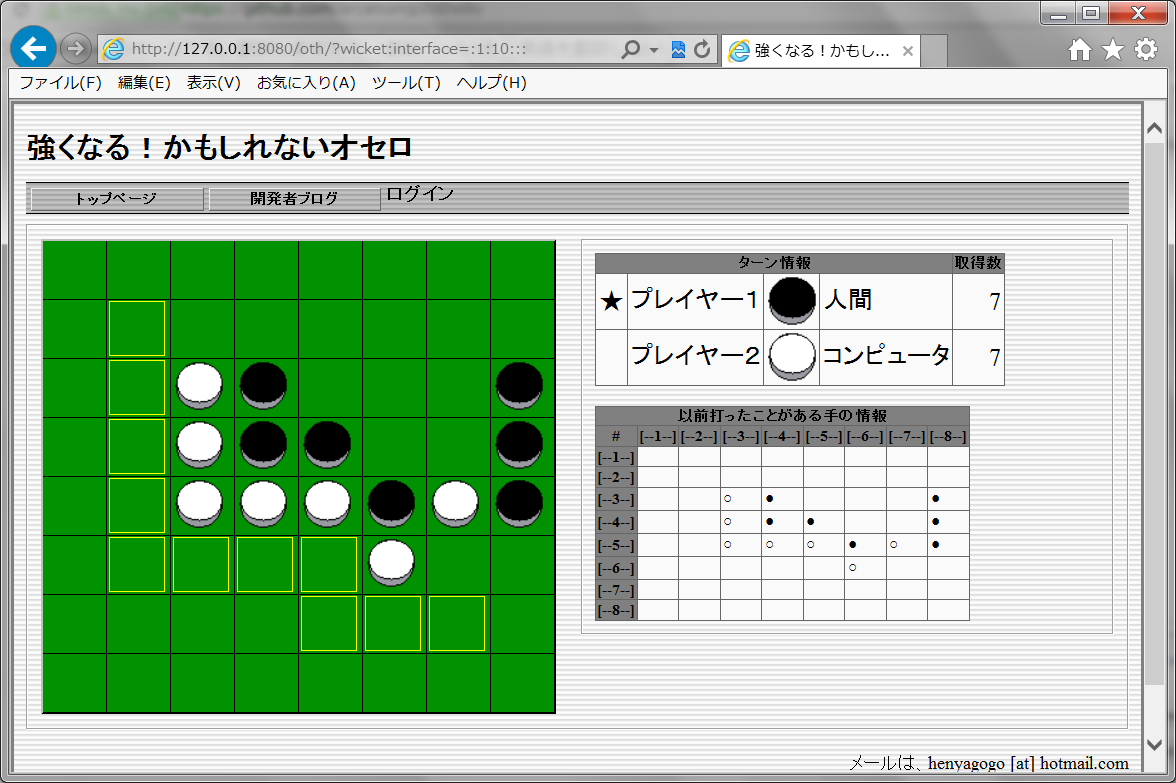 http://127.0.0.1:8080/oth/?wicket:interface=:1:10:::
強くなる！かもし...
ファイル(F) 編集(E) 表示(V) お気に入り(A) ツール(T) ヘルプ(H)
強くなる！かもしれないオセロ
トップページ 開発者ブログ ログイン
ターン情報 取得数
★ プレイヤー１ 人間 7
プレイヤー２ コンピュータ 7
以前打ったことがある手の情報
# [--1--] [--2--] [--3--] [--4--] [--5--] [--6--] [--7--] [--8--]
[--1--]
[--2--]
[--3--] ○ ● ●
[--4--] ○ ● ● ●
[--5--] ○ ○ ○ ● ○ ●
[--6--] ○
[--7--]
[--8--]
メールは、henyagogo [at] hotmail.com